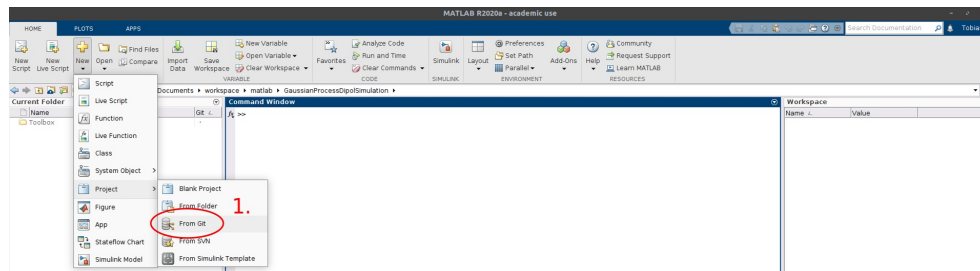 MATLAB R2020a - academic use
HOME PLOTS APPS
Search Documentation
Tobias
New Script
New Live Script
New
Open
Find Files
Compare
Import Data
Save Workspace
New Variable
Open Variable
Clear Workspace
Favorites
Analyze Code
Run and Time
Clear Commands
Simulink
Layout
Preferences
Set Path
Parallel
Add-Ons
Help
Community
Request Support
Learn MATLAB
VARIABLE CODE SIMULINK ENVIRONMENT RESOURCES
Documents workspace matlab GaussianProcessDipolSimulation
Current Folder
Name Git
Toolbox
Command Window
fx >>
Workspace
Name Value
Script
Live Script
Function
Live Function
Class
System Object
Project
Figure
App
Stateflow Chart
Simulink Model
Blank Project
From Folder
From Git
From SVN
From Simulink Template
1.